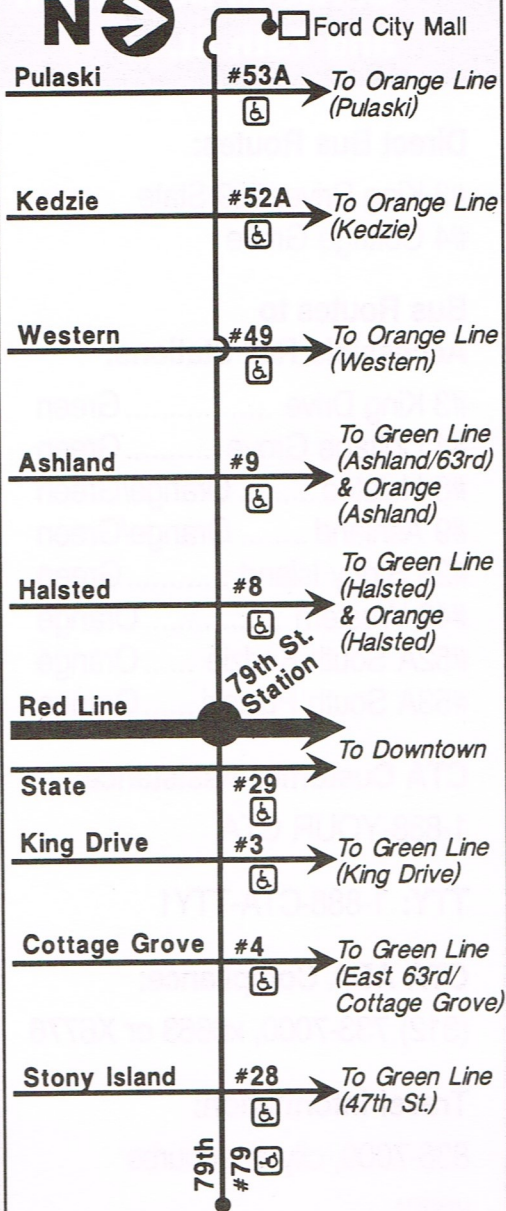 N
Ford City Mall
Pulaski #53A To Orange Line
(Pulaski)
Kedzie #52A To Orange Line
(Kedzie)
Western #49 To Orange Line
(Western)
Ashland #9 To Green Line
(Ashland/63rd)
& Orange
(Ashland)
Halsted #8 To Green Line
(Halsted)
& Orange
(Halsted)
79th St.
Station
Red Line
To Downtown
State #29
King Drive #3 To Green Line
(King Drive)
Cottage Grove #4 To Green Line
(East 63rd/
Cottage Grove)
Stony Island #28 To Green Line
(47th St.)
79th
#79